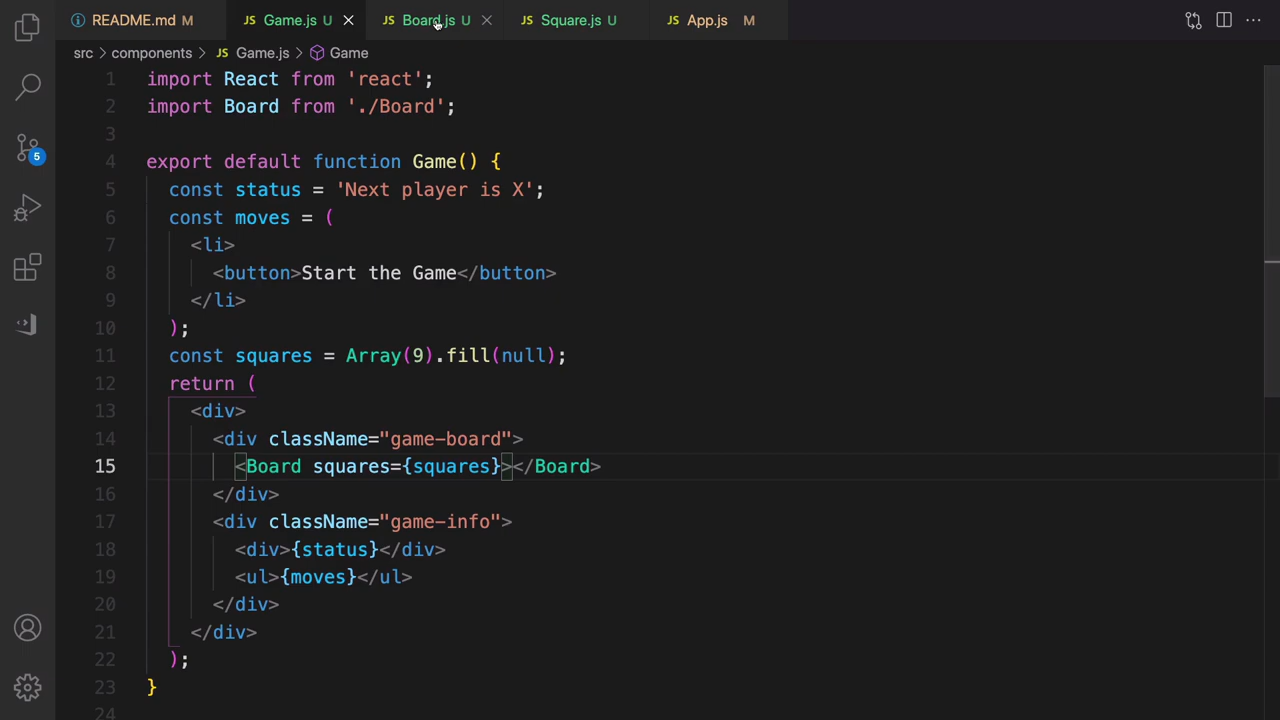 README.md M JS Game.js U JS Board.js U JS Square.js U JS App.js M
src > components > JS Game.js > Game
1 import React from 'react';
2 import Board from './Board';
3
4 export default function Game() {
5 const status = 'Next player is X';
6 const moves = (
7 <li>
8 <button>Start the Game</button>
9 </li>
10 );
11 const squares = Array(9).fill(null);
12 return (
13 <div>
14 <div className="game-board">
15 <Board squares={squares}></Board>
16 </div>
17 <div className="game-info">
18 <div>{status}</div>
19 <ul>{moves}</ul>
20 </div>
21 </div>
22 );
23 }
24
5